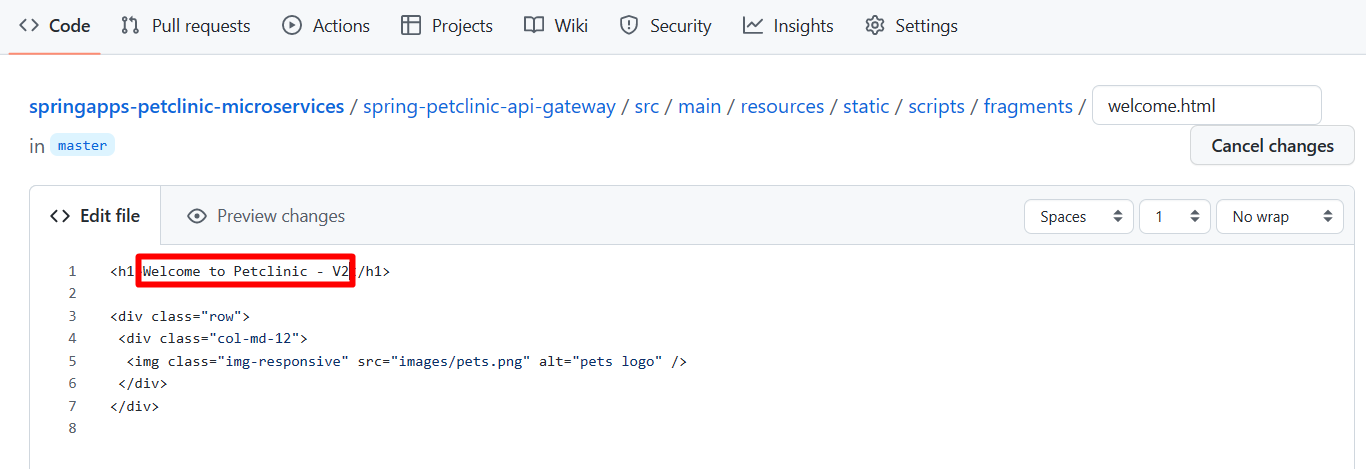 Code Pull requests Actions Projects Wiki Security Insights Settings
springapps-petclinic-microservices / spring-petclinic-api-gateway / src / main / resources / static / scripts / fragments / welcome.html
in master
Cancel changes
Edit file Preview changes Spaces 1 No wrap
1 <h1>Welcome to Petclinic - V2</h1>
2
3 <div class="row">
4 <div class="col-md-12">
5 <img class="img-responsive" src="images/pets.png" alt="pets logo" />
6 </div>
7 </div>
8